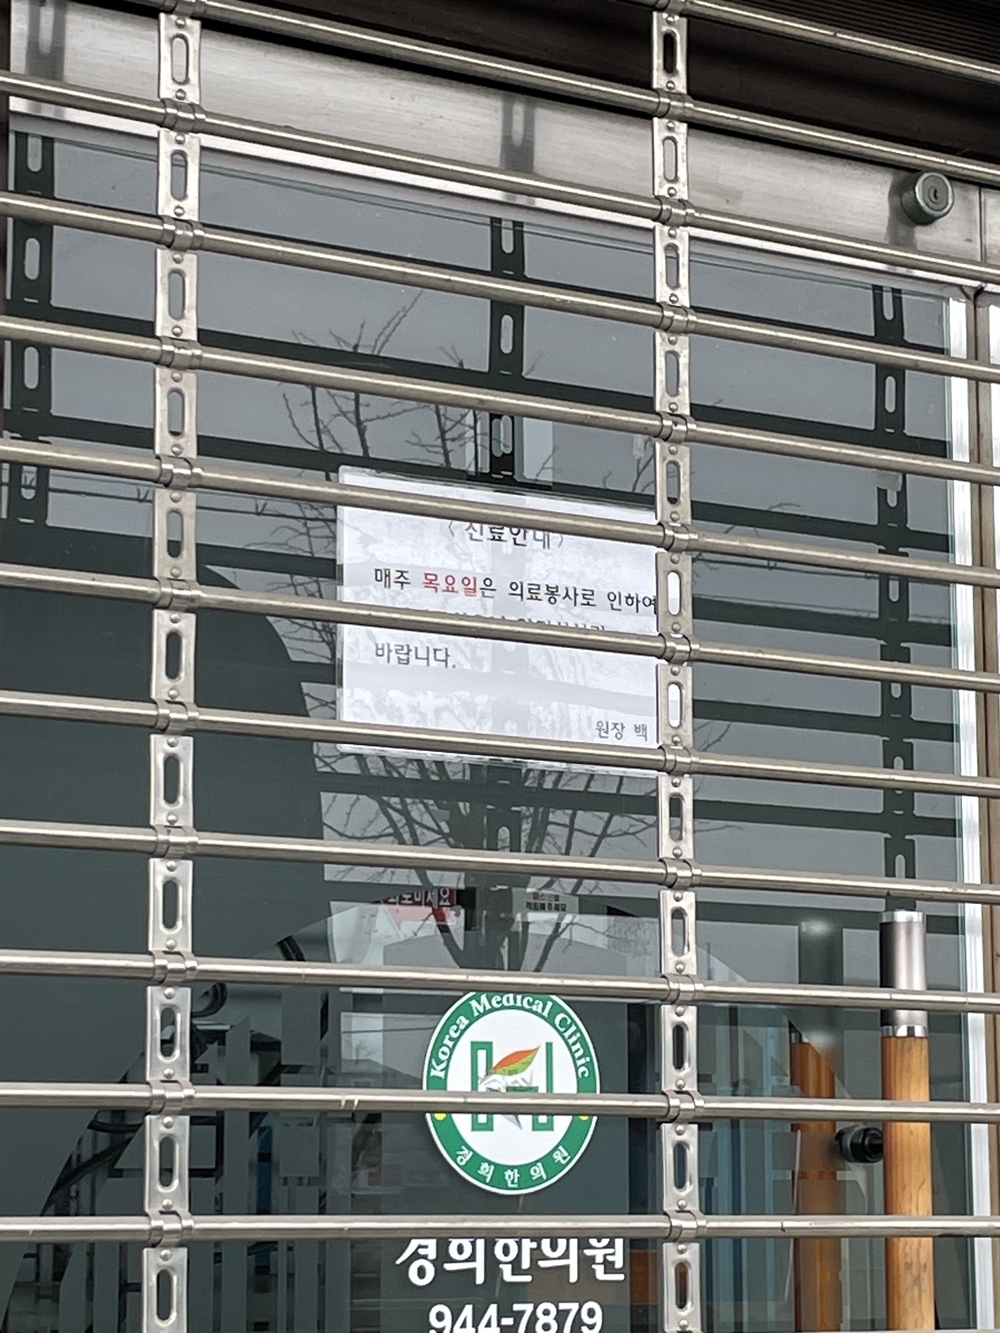 < 진료안내 >
매주 목요일은 의료봉사로 인하여
바랍니다.
원장 백
Korea Medical Clinic
경희한의원
경희한의원
944-7879